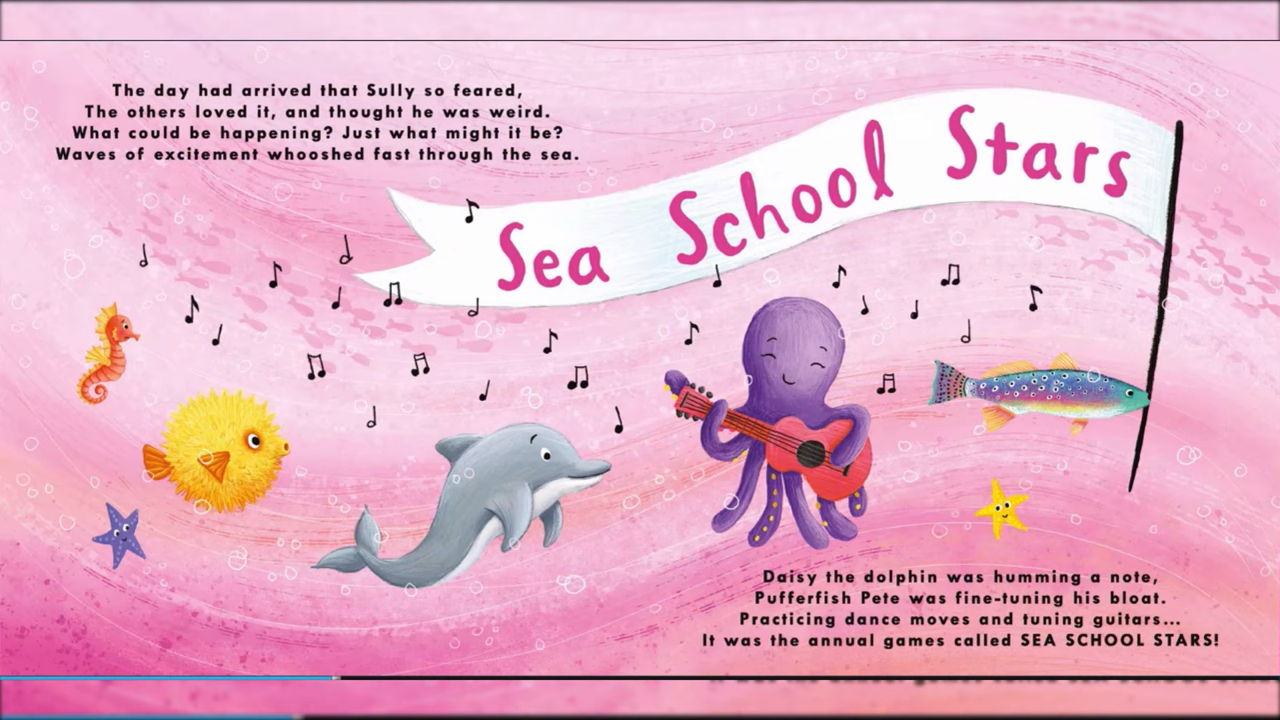 The day had arrived that Sully so feared,
The others loved it, and thought he was weird.
What could be happening? Just what might it be?
Waves of excitement whooshed fast through the sea.
Sea School Stars
Daisy the dolphin was humming a note,
Pufferfish Pete was fine-tuning his bloat.
Practicing dance moves and tuning guitars...
It was the annual games called SEA SCHOOL STARS!